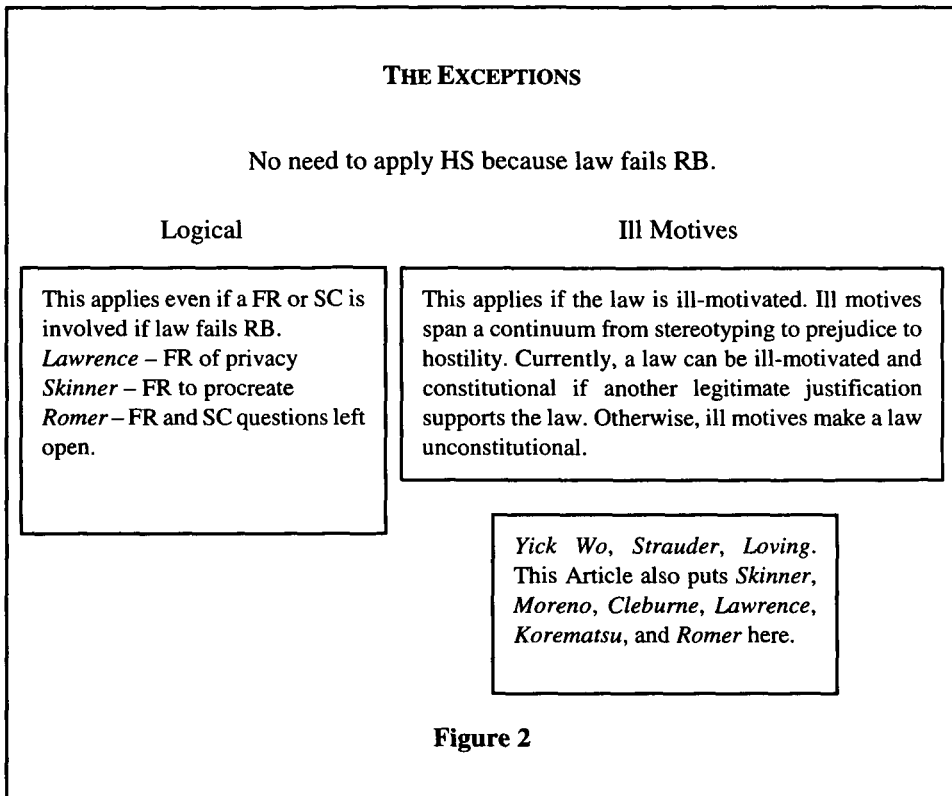 THE EXCEPTIONS
No need to apply HS because law fails RB.
Logical
This applies even if a FR or SC is
involved if law fails RB.
Lawrence – FR of privacy
Skinner – FR to procreate
Romer – FR and SC questions left
open.
Ill Motives
This applies if the law is ill-motivated. Ill motives
span a continuum from stereotyping to prejudice to
hostility. Currently, a law can be ill-motivated and
constitutional if another legitimate justification
supports the law. Otherwise, ill motives make a law
unconstitutional.
Yick Wo, Strauder, Loving.
This Article also puts Skinner,
Moreno, Cleburne, Lawrence,
Korematsu, and Romer here.
Figure 2